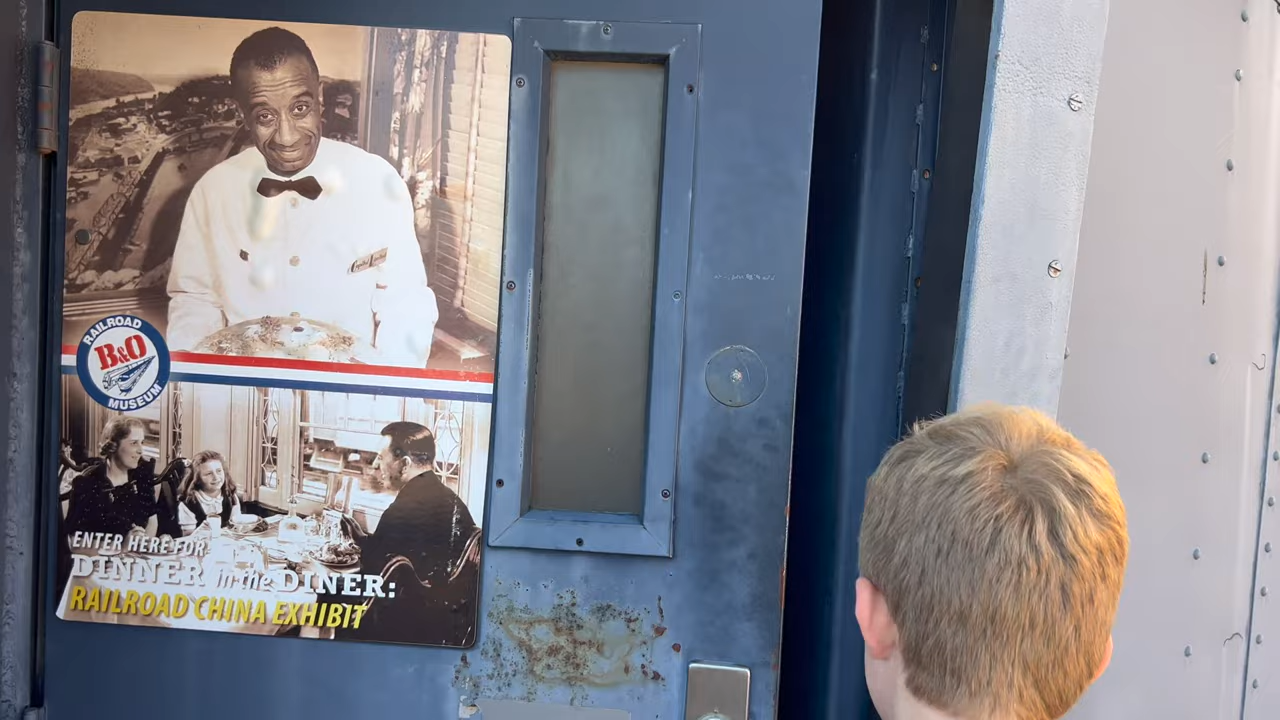 RAILROAD
B&O
MUSEUM
ENTER HERE FOR
DINNER in the DINER:
RAILROAD CHINA EXHIBIT